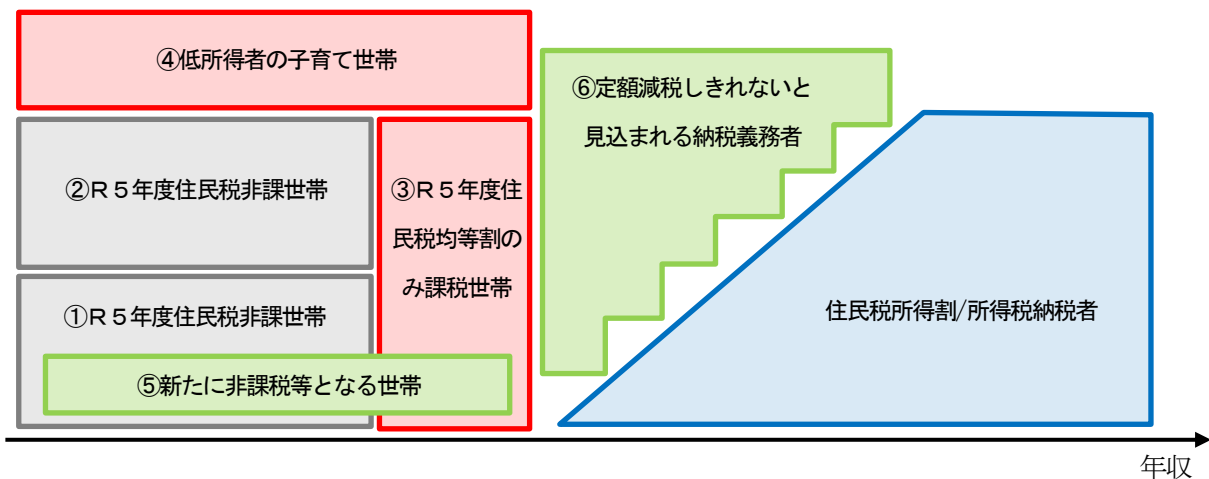 ④低所得者の子育て世帯
⑥定額減税しきれないと
見込まれる納税義務者
②R５年度住民税非課世帯
③R５年度住
民税均等割の
み課税世帯
①R５年度住民税非課世帯
住民税所得割/所得税納税者
⑤新たに非課税等となる世帯
年収